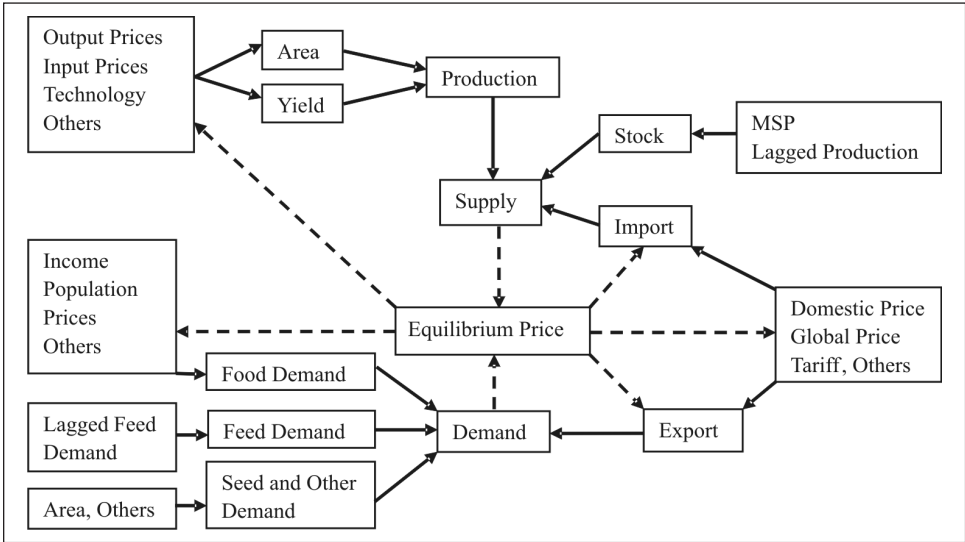 Output Prices
Input Prices
Technology
Others
Area
Yield
Production
Stock
MSP
Lagged Production
Supply
Import
Income
Population
Prices
Others
Equilibrium Price
Domestic Price
Global Price
Tariff, Others
Food Demand
Lagged Feed
Demand
Feed Demand
Demand
Export
Area, Others
Seed and Other
Demand